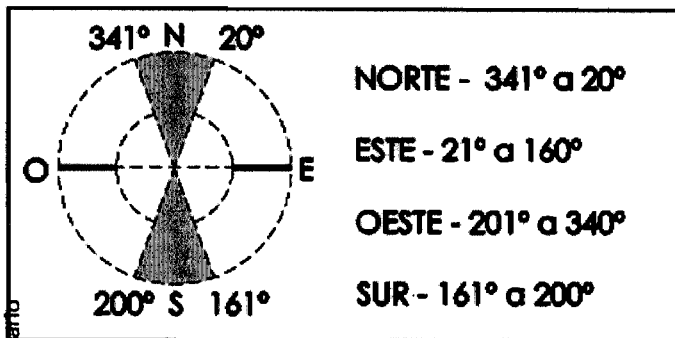 341° N 20°
NORTE - 341° a 20°
ESTE - 21° a 160°
O E
OESTE - 201° a 340°
SUR - 161° a 200°
200° S 161°